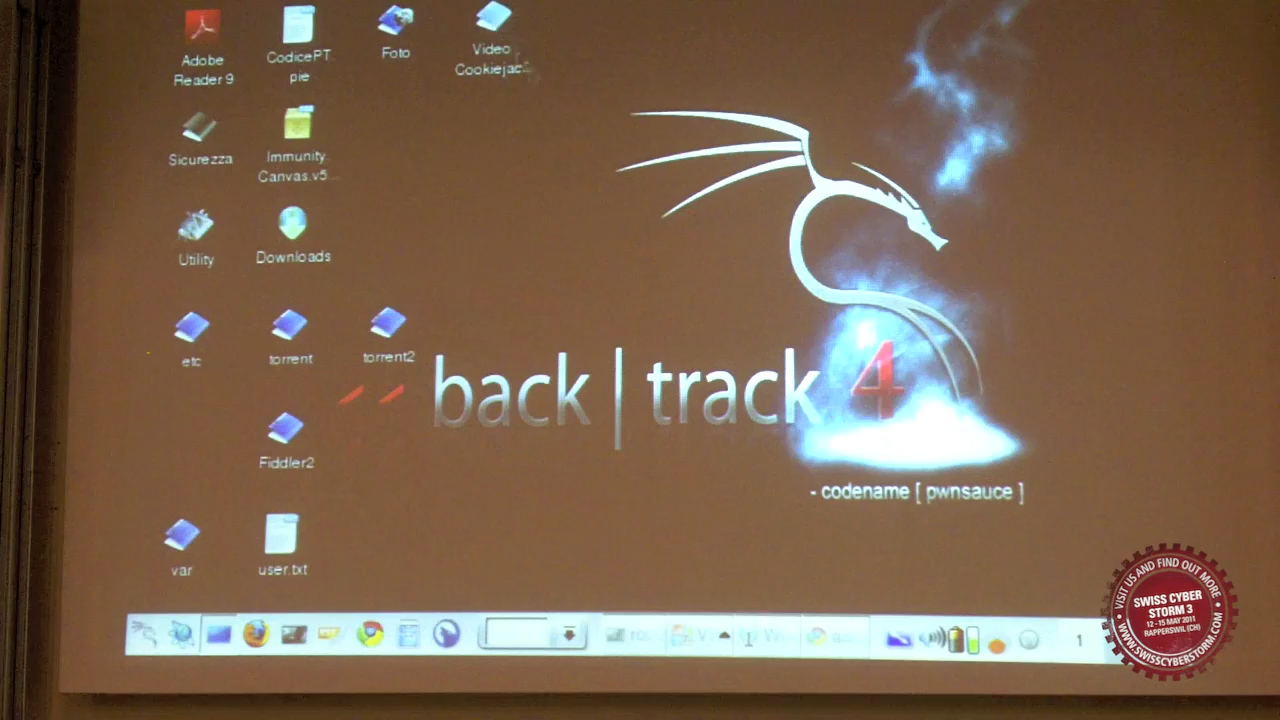 Adobe
Reader 9
CodicePT
pie
Foto
Video
Cookiejac...
Sicurezza
Immunity
Canvas.v5...
Utility
Downloads
etc
torrent
torrent2
back | track 4
Fiddler2
- codename [ pwnsauce ]
var
user.txt
1
VISIT US AND FIND OUT MORE
SWISS CYBER
STORM 3
12 - 15 MAY 2011
RAPPERSWIL (CH)
WWW.SWISSCYBERSTORM.COM